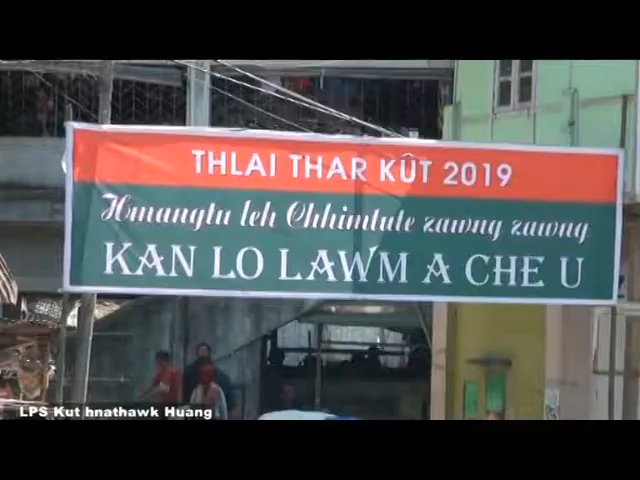 THLAI THAR KÛT 2019
Hmangtu leh Chhimtute zawng zawng
KAN LO LAWM A CHE U
LPS Kut hnathawk Huang